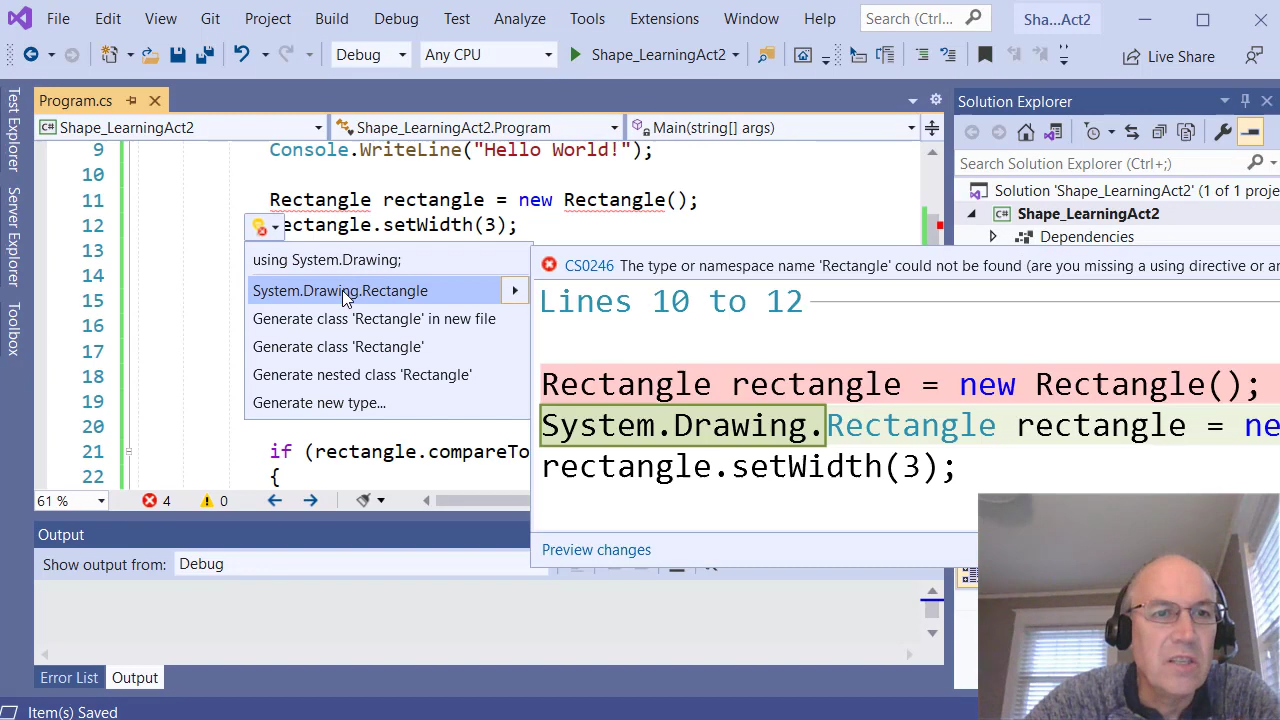 File Edit View Git Project Build Debug Test Analyze Tools Extensions Window Help Search (Ctrl+; Sha...Act2
Debug Any CPU Shape_LearningAct2 Live Share
Program.cs
Solution Explorer
Shape_LearningAct2 Shape_LearningAct2.Program Main(string[] args)
Search Solution Explorer (Ctrl+;)
Solution 'Shape_LearningAct2' (1 of 1 proje
Shape_LearningAct2
Dependencies
Test Explorer
Server Explorer
Toolbox
9 Console.WriteLine("Hello World!");
10
11 Rectangle rectangle = new Rectangle();
12 ectangle.setWidth(3);
13
14
15
16
17
18
19
20
21 if (rectangle.compareTo
22 {
using System.Drawing;
System.Drawing.Rectangle
Generate class 'Rectangle' in new file
Generate class 'Rectangle'
Generate nested class 'Rectangle'
Generate new type...
CS0246 The type or namespace name 'Rectangle' could not be found (are you missing a using directive or an
Lines 10 to 12
Rectangle rectangle = new Rectangle();
System.Drawing.Rectangle rectangle = ne
rectangle.setWidth(3);
Preview changes
61 % 4 0
Output
Show output from: Debug
Error List Output
Item(s) Saved